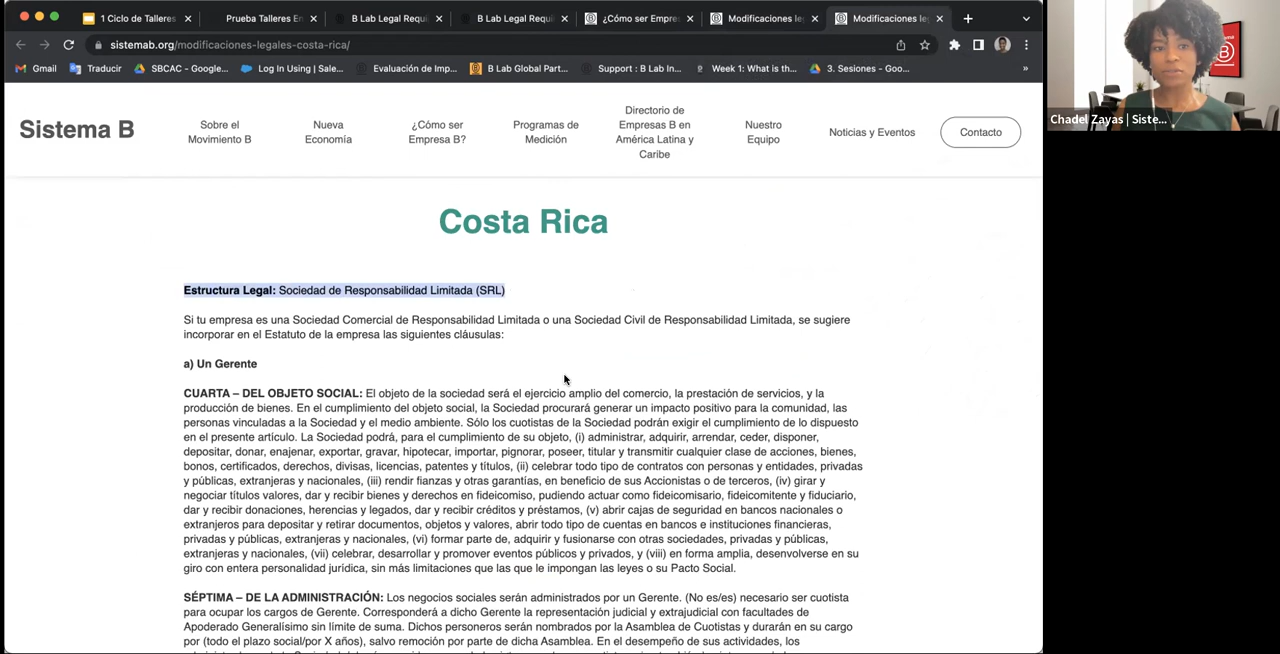 1 Ciclo de Talleres
Prueba Talleres En
B Lab Legal Requi
B Lab Legal Requi
¿Cómo ser Empres
Modificaciones le
Modificaciones le
sistemab.org/modificaciones-legales-costa-rica/
Gmail
Traducir
SBCAC - Google...
Log In Using | Sale...
Evaluación de Imp...
B Lab Global Part...
Support : B Lab In...
Week 1: What is th...
3. Sesiones - Goo...
Sistema B
Sobre el
Movimiento B
Nueva
Economía
¿Cómo ser
Empresa B?
Programas de
Medición
Directorio de
Empresas B en
América Latina y
Caribe
Nuestro
Equipo
Noticias y Eventos
Contacto
Chadel Zayas | Siste...
Costa Rica
Estructura Legal: Sociedad de Responsabilidad Limitada (SRL)
Si tu empresa es una Sociedad Comercial de Responsabilidad Limitada o una Sociedad Civil de Responsabilidad Limitada, se sugiere
incorporar en el Estatuto de la empresa las siguientes cláusulas:
a) Un Gerente
CUARTA – DEL OBJETO SOCIAL: El objeto de la sociedad será el ejercicio amplio del comercio, la prestación de servicios, y la
producción de bienes. En el cumplimiento del objeto social, la Sociedad procurará generar un impacto positivo para la comunidad, las
personas vinculadas a la Sociedad y el medio ambiente. Sólo los cuotistas de la Sociedad podrán exigir el cumplimiento de lo dispuesto
en el presente artículo. La Sociedad podrá, para el cumplimiento de su objeto, (i) administrar, adquirir, arrendar, ceder, disponer,
depositar, donar, enajenar, exportar, gravar, hipotecar, importar, pignorar, poseer, titular y transmitir cualquier clase de acciones, bienes,
bonos, certificados, derechos, divisas, licencias, patentes y títulos, (ii) celebrar todo tipo de contratos con personas y entidades, privadas
y públicas, extranjeras y nacionales, (iii) rendir fianzas y otras garantías, en beneficio de sus Accionistas o de terceros, (iv) girar y
negociar títulos valores, dar y recibir bienes y derechos en fideicomiso, pudiendo actuar como fideicomisario, fideicomitente y fiduciario,
dar y recibir donaciones, herencias y legados, dar y recibir créditos y préstamos, (v) abrir cajas de seguridad en bancos nacionales o
extranjeros para depositar y retirar documentos, objetos y valores, abrir todo tipo de cuentas en bancos e instituciones financieras,
privadas y públicas, extranjeras y nacionales, (vi) formar parte de, adquirir y fusionarse con otras sociedades, privadas y públicas,
extranjeras y nacionales, (vii) celebrar, desarrollar y promover eventos públicos y privados, y (viii) en forma amplia, desenvolverse en su
giro con entera personalidad jurídica, sin más limitaciones que las que le impongan las leyes o su Pacto Social.
SÉPTIMA – DE LA ADMINISTRACIÓN: Los negocios sociales serán administrados por un Gerente. (No es/es) necesario ser cuotista
para ocupar los cargos de Gerente. Corresponderá a dicho Gerente la representación judicial y extrajudicial con facultades de
Apoderado Generalísimo sin límite de suma. Dichos personeros serán nombrados por la Asamblea de Cuotistas y durarán en su cargo
por (todo el plazo social/por X años), salvo remoción por parte de dicha Asamblea. En el desempeño de sus actividades, los